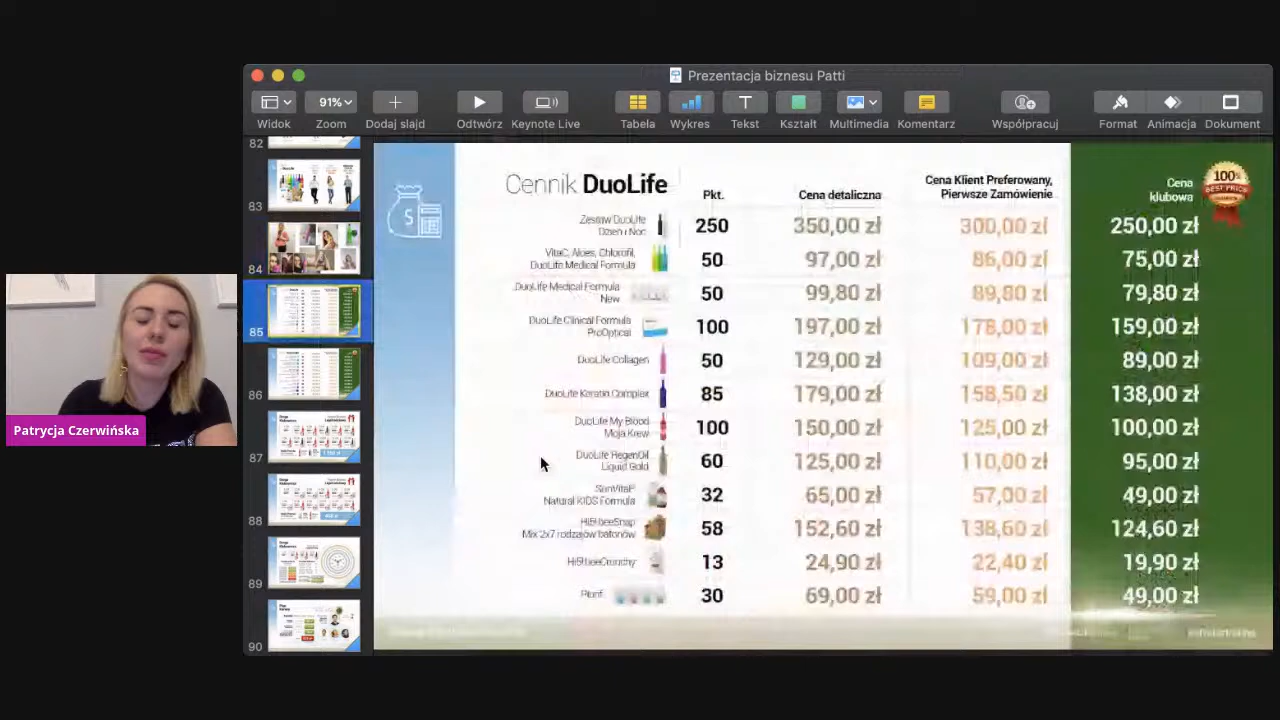 Prezentacja biznesu Patti
91%
Widok
Zoom
Dodaj slajd
Odtwórz
Keynote Live
Tabela
Wykres
Tekst
Kształt
Multimedia
Komentarz
Współpracuj
Format
Animacja
Dokument
82
83
84
85
86
87
88
89
90
Patrycja Czerwińska
Cennik DuoLife
Pkt.
Cena detaliczna
Cena Klient Preferowany,
Pierwsze Zamówienie
Cena
klubowa
100%
BEST PRICE
Zestaw DuoLife
Dzień i Noc
250
350,00 zł
300,00 zł
250,00 zł
VitaC, Aloes, Chlorofil,
DuoLife Medical Formula
50
97,00 zł
86,00 zł
75,00 zł
DuoLife Medical Formula
New
50
99,80 zł
89,80 zł
79,80 zł
DuoLife Clinical Formula
ProOptical
100
197,00 zł
178,00 zł
159,00 zł
DuoLife Collagen
50
129,00 zł
109,00 zł
89,00 zł
DuoLife Keratin Complex
85
179,00 zł
158,50 zł
138,00 zł
DuoLife My Blood
Moja Krew
100
150,00 zł
125,00 zł
100,00 zł
DuoLife RegenOil
Liquid Gold
60
125,00 zł
110,00 zł
95,00 zł
Natural KIDS Formula
32
65,00 zł
57,00 zł
49,00 zł
Mix 2x7 rodzajów batonów
58
152,60 zł
138,60 zł
124,60 zł
13
24,90 zł
22,40 zł
19,90 zł
30
69,00 zł
59,00 zł
49,00 zł